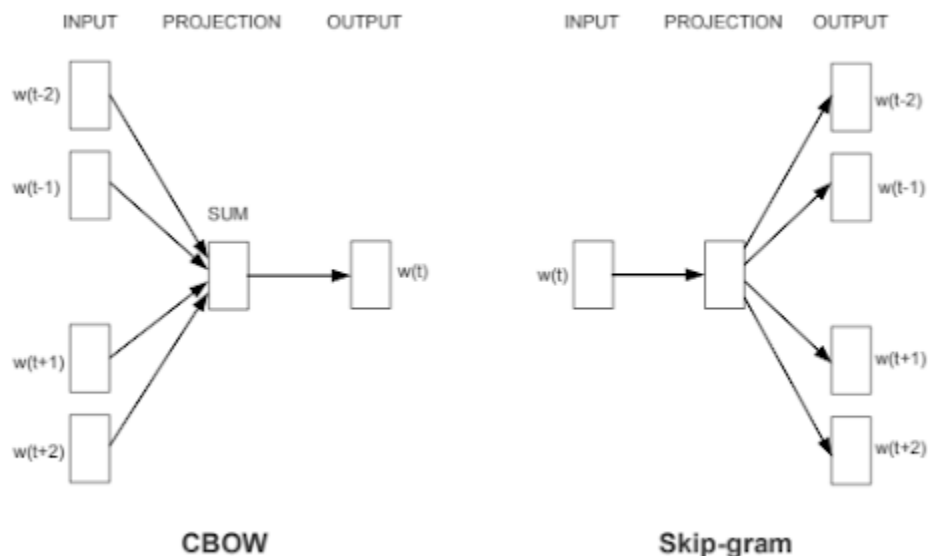 INPUT PROJECTION OUTPUT
w(t-2)
w(t-1)
SUM
w(t)
w(t+1)
w(t+2)
CBOW
INPUT PROJECTION OUTPUT
w(t-2)
w(t-1)
w(t)
w(t+1)
w(t+2)
Skip-gram